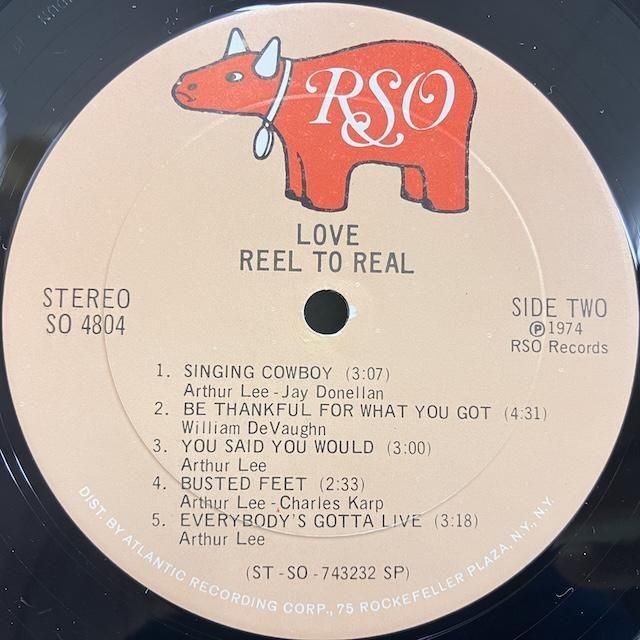 RSO
LOVE
REEL TO REAL
STEREO
SO 4804
SIDE TWO
℗ 1974
RSO Records
1. SINGING COWBOY (3:07)
Arthur Lee - Jay Donellan
2. BE THANKFUL FOR WHAT YOU GOT (4:31)
William DeVaughn
3. YOU SAID YOU WOULD (3:00)
Arthur Lee
4. BUSTED FEET (2:33)
Arthur Lee - Charles Karp
5. EVERYBODY'S GOTTA LIVE (3:18)
Arthur Lee
(ST - SO - 743232 SP)
DIST. BY ATLANTIC RECORDING CORP., 75 ROCKEFELLER PLAZA, N.Y., N.Y.